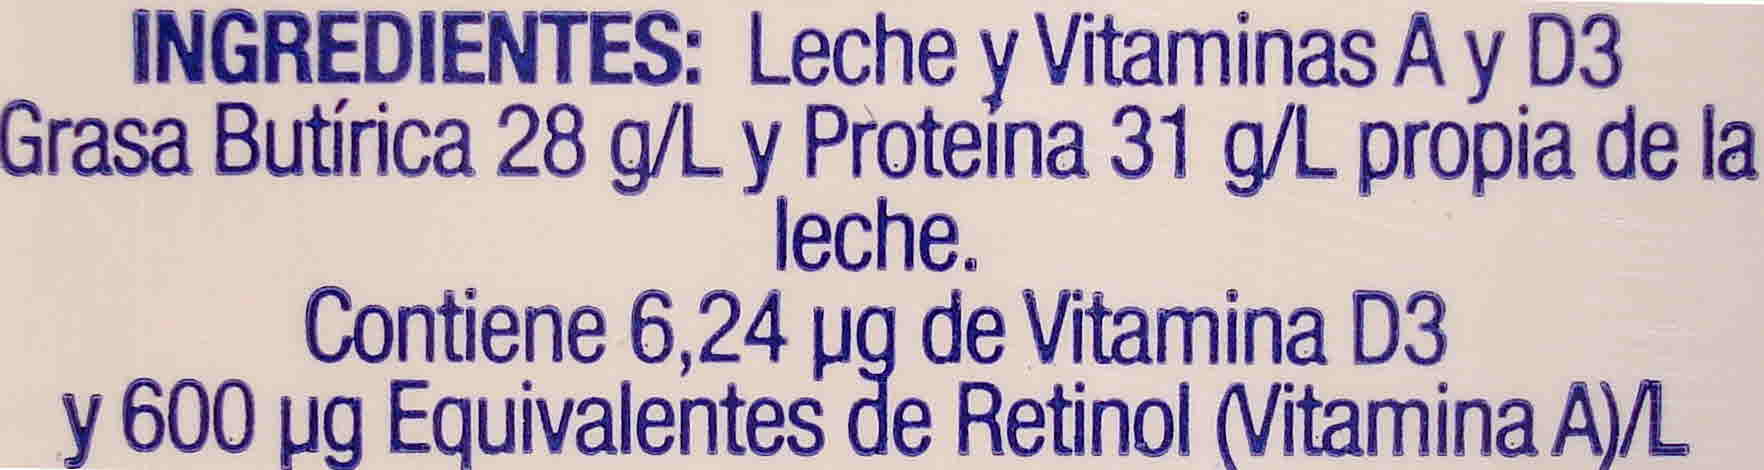 INGREDIENTES: Leche y Vitaminas A y D3
Grasa Butírica 28 g/L y Proteína 31 g/L propia de la
leche.
Contiene 6,24 µg de Vitamina D3
y 600 µg Equivalentes de Retinol (Vitamina A)/L